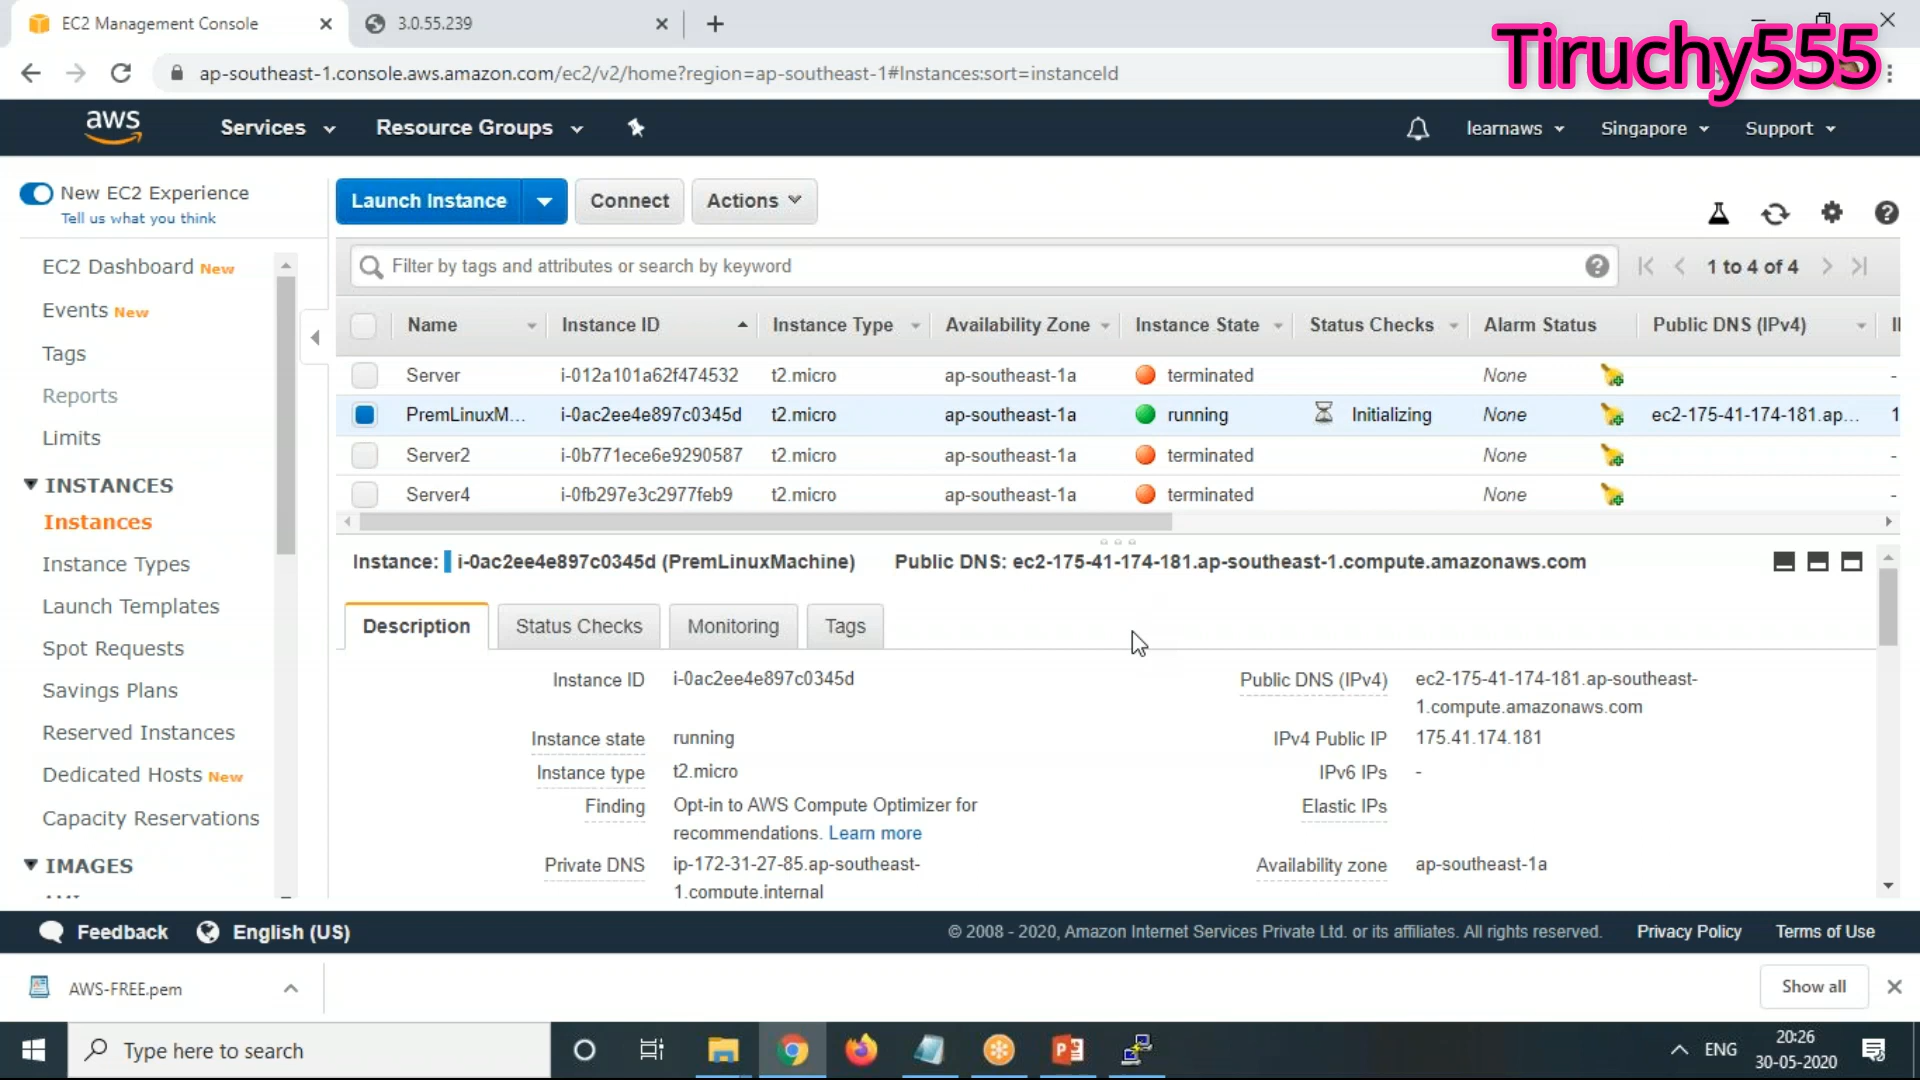 EC2 Management Console
3.0.55.239
Tiruchy555
ap-southeast-1.console.aws.amazon.com/ec2/v2/home?region=ap-southeast-1#Instances:sort=instanceId
aws
Services
Resource Groups
learnaws
Singapore
Support
New EC2 Experience
Tell us what you think
Launch Instance
Connect
Actions
EC2 Dashboard New
Events New
Tags
Reports
Limits
INSTANCES
Instances
Instance Types
Launch Templates
Spot Requests
Savings Plans
Reserved Instances
Dedicated Hosts New
Capacity Reservations
IMAGES
Filter by tags and attributes or search by keyword
1 to 4 of 4
Name Instance ID Instance Type Availability Zone Instance State Status Checks Alarm Status Public DNS (IPv4)
Server i-012a101a62f474532 t2.micro ap-southeast-1a terminated None -
PremLinuxM... i-0ac2ee4e897c0345d t2.micro ap-southeast-1a running Initializing None ec2-175-41-174-181.ap... 1
Server2 i-0b771ece6e9290587 t2.micro ap-southeast-1a terminated None -
Server4 i-0fb297e3c2977feb9 t2.micro ap-southeast-1a terminated None -
Instance: i-0ac2ee4e897c0345d (PremLinuxMachine) Public DNS: ec2-175-41-174-181.ap-southeast-1.compute.amazonaws.com
Description Status Checks Monitoring Tags
Instance ID i-0ac2ee4e897c0345d
Instance state running
Instance type t2.micro
Finding Opt-in to AWS Compute Optimizer for
recommendations. Learn more
Private DNS ip-172-31-27-85.ap-southeast-
1.compute.internal
Public DNS (IPv4) ec2-175-41-174-181.ap-southeast-
1.compute.amazonaws.com
IPv4 Public IP 175.41.174.181
IPv6 IPs -
Elastic IPs
Availability zone ap-southeast-1a
Feedback
English (US)
© 2008 - 2020, Amazon Internet Services Private Ltd. or its affiliates. All rights reserved.
Privacy Policy
Terms of Use
AWS-FREE.pem
Show all
Type here to search
ENG
20:26
30-05-2020